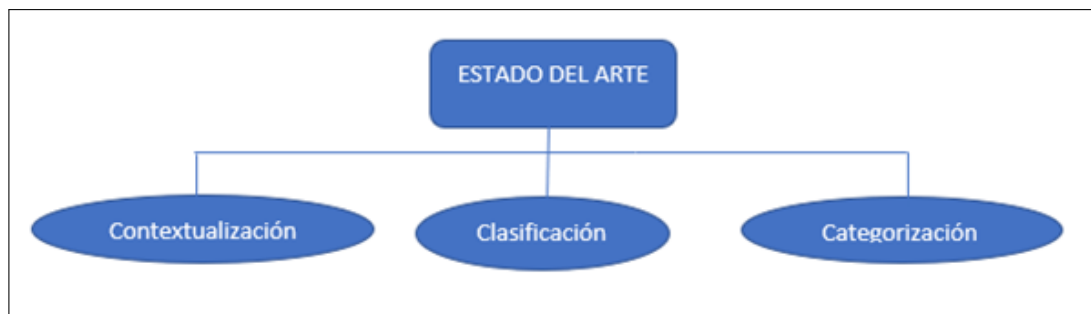 ESTADO DEL ARTE
Contextualización
Clasificación
Categorización